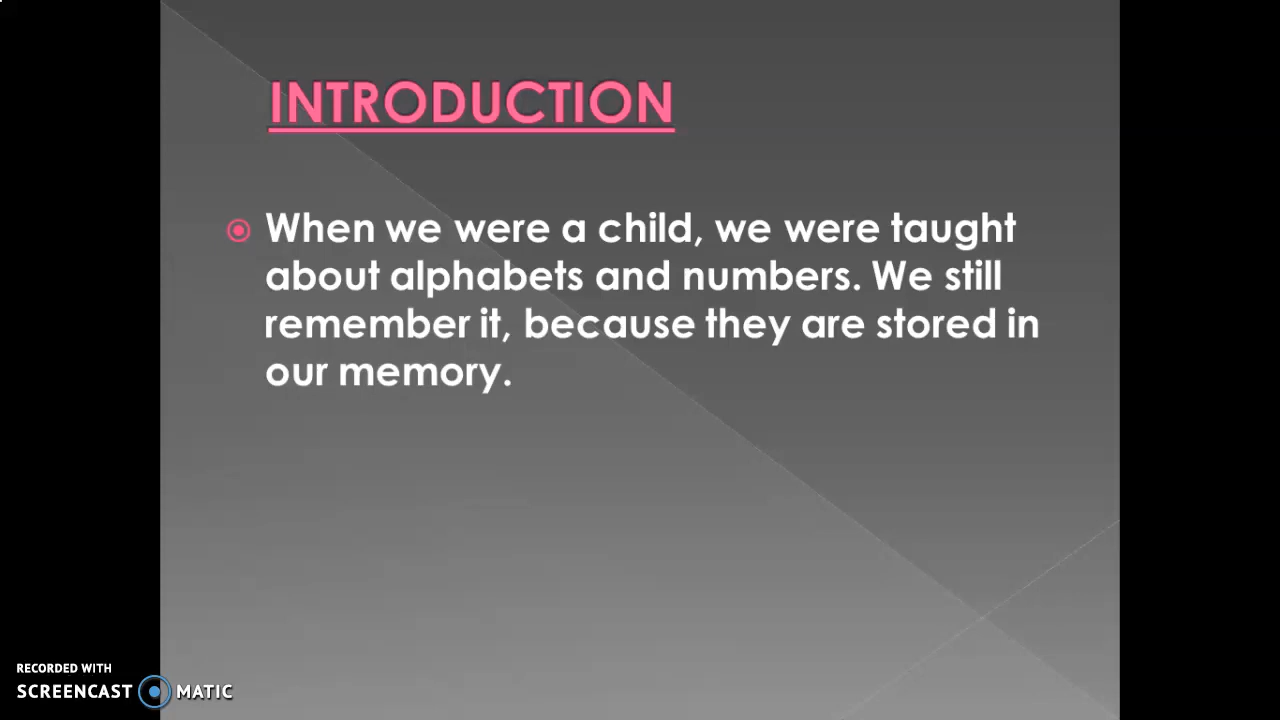 INTRODUCTION
When we were a child, we were taught
about alphabets and numbers. We still
remember it, because they are stored in
our memory.
RECORDED WITH
SCREENCAST MATIC